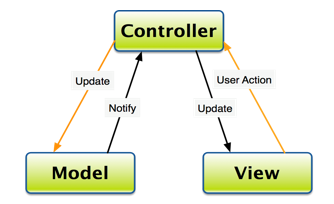 Controller
Update
User Action
Notify
Update
Model
View